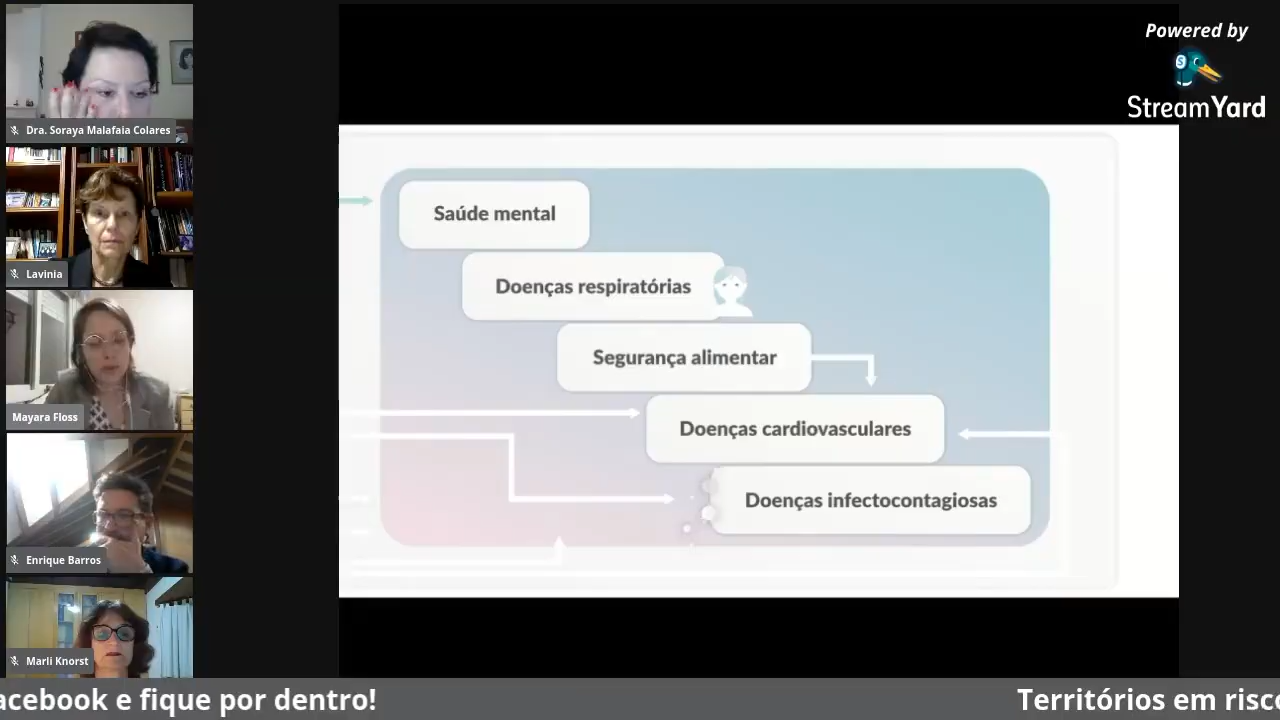 Powered by
StreamYard
Dra. Soraya Malafaia Colares
Lavinia
Mayara Floss
Enrique Barros
Marli Knorst
Saúde mental
Doenças respiratórias
Segurança alimentar
Doenças cardiovasculares
Doenças infectocontagiosas
acebook e fique por dentro!
Territórios em risco